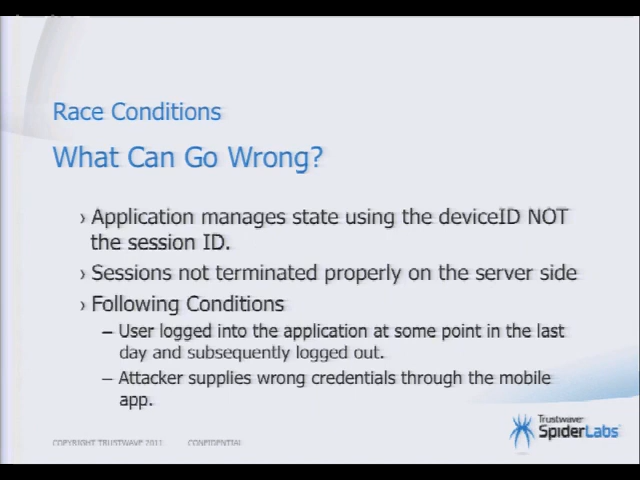 Race Conditions
What Can Go Wrong?
› Application manages state using the deviceID NOT
the session ID.
› Sessions not terminated properly on the server side
› Following Conditions
– User logged into the application at some point in the last
day and subsequently logged out.
– Attacker supplies wrong credentials through the mobile
app.
COPYRIGHT TRUSTWAVE 2011 CONFIDENTIAL
Trustwave
SpiderLabs